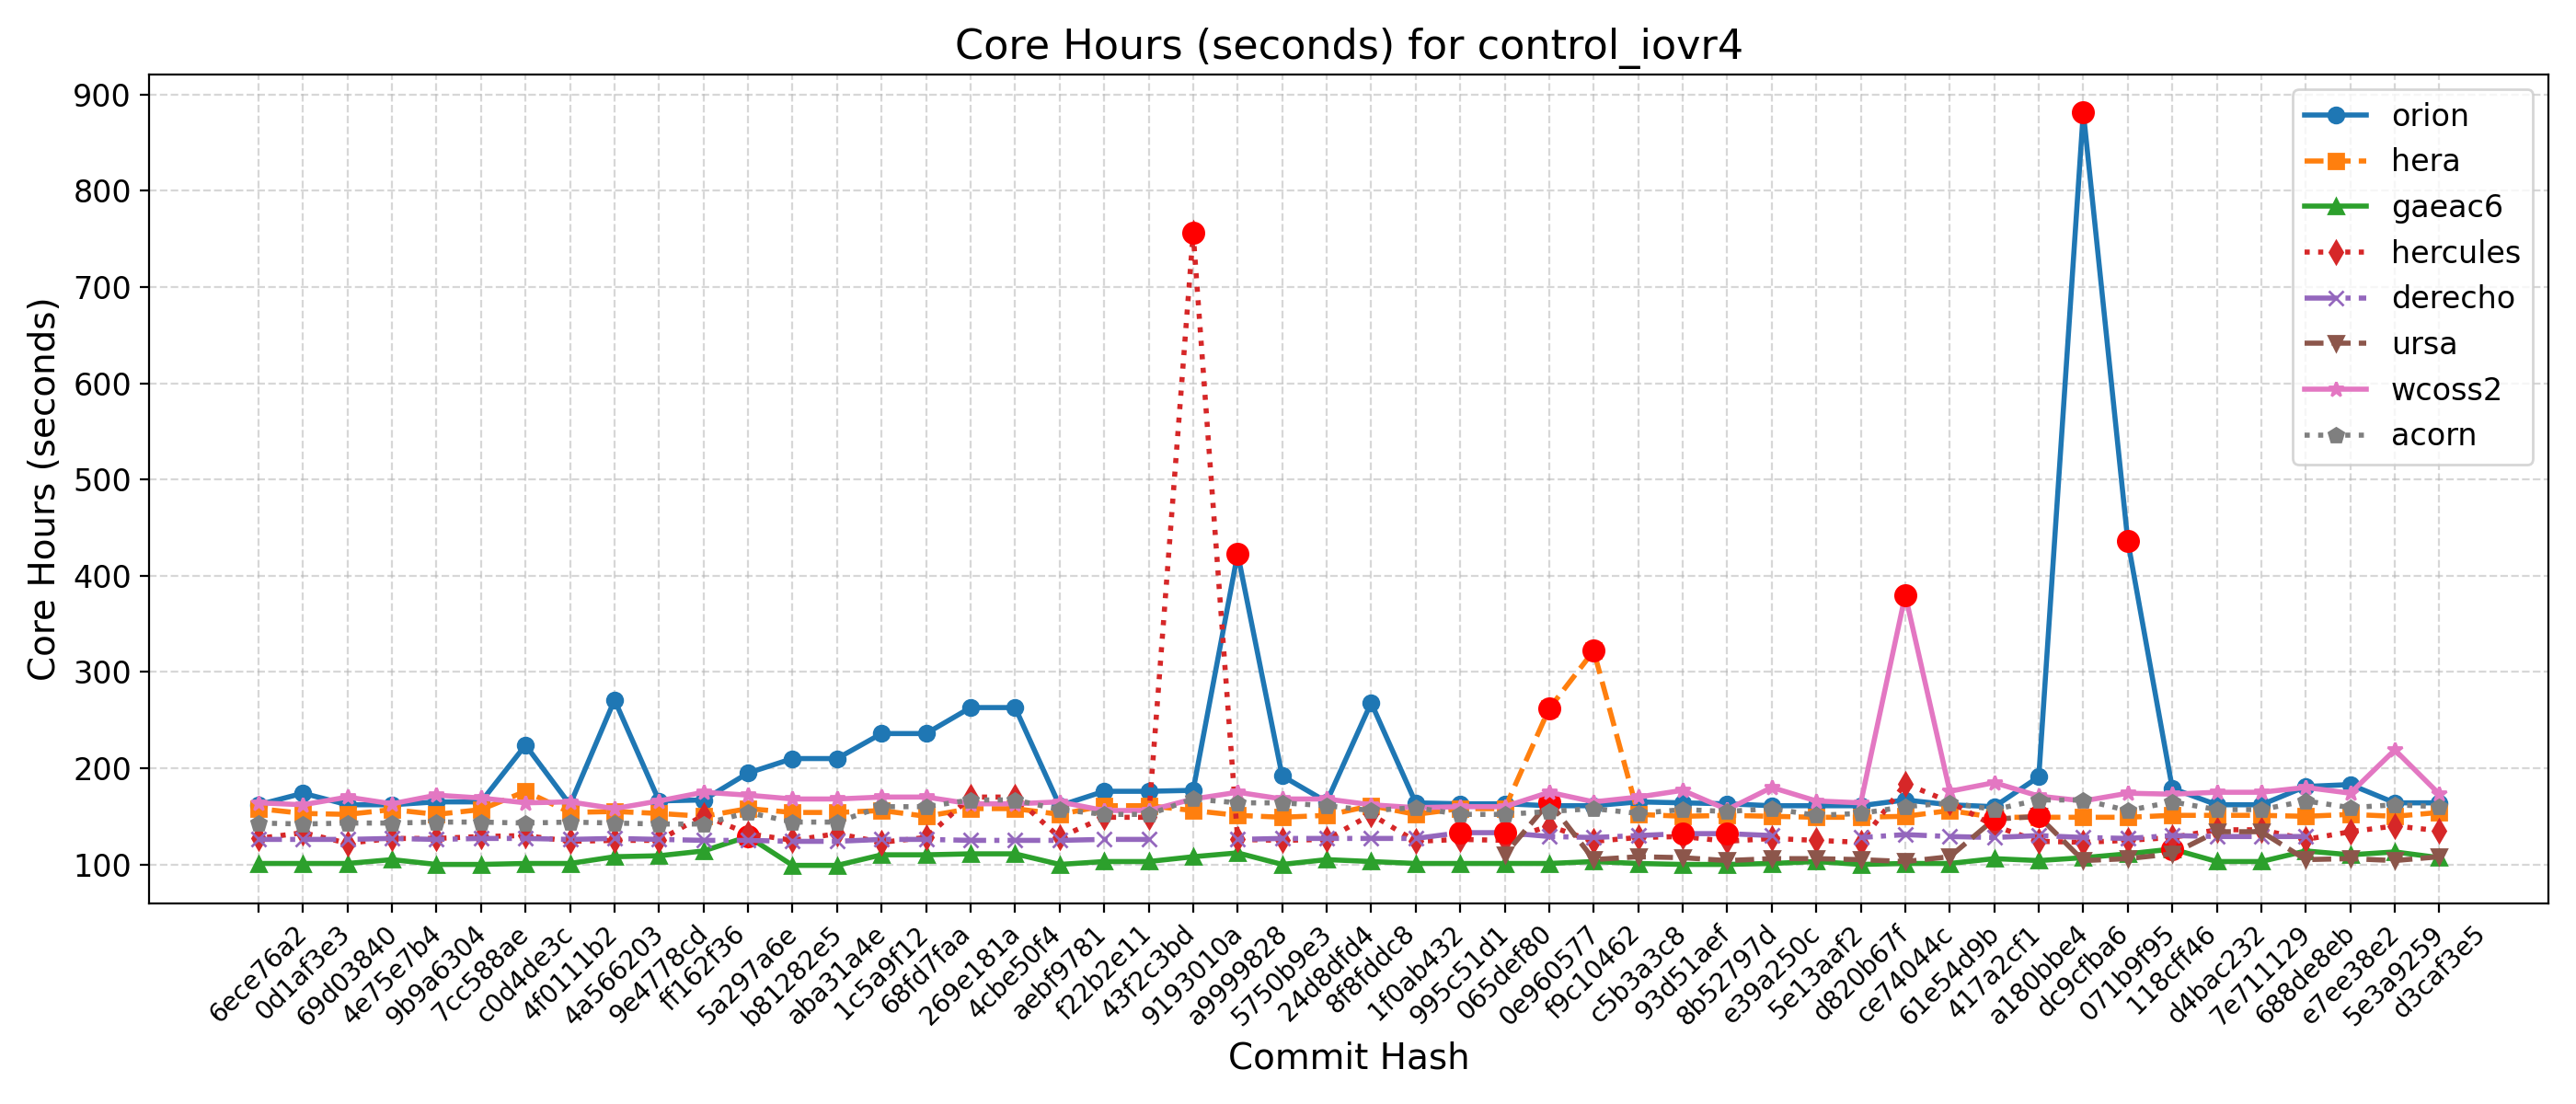 Core Hours (seconds) for control_iovr4
Core Hours (seconds)
900
800
700
600
500
400
300
200
100
orion
hera
gaeac6
hercules
derecho
ursa
wcoss2
acorn
6ece76a2
0d1af3e3
69d03840
4e75e7b4
9b9a6304
7cc588ae
c0d4de3c
4f0111b2
4a566203
9e4778cd
ff162f36
5a297a6e
b81282e5
aba31a4e
1c5a9f12
68fd7faa
269e181a
4cbe50f4
aebf9781
f22b2e11
43f2c3bd
9193010a
a9999828
5750b9e3
24d8dfd4
8f8fddc8
1f0ab432
995c51d1
065def80
0e960577
f9c10462
c5b3a3c8
93d51aef
8b52797d
e39a250c
5e13aaf2
d820b67f
ce74044c
61e54d9b
417a2cf1
a180bbe4
dc9cfba6
071b9f95
118cff46
d4bac232
7e711129
688de8eb
e7ee38e2
5e3a9259
d3caf3e5
Commit Hash